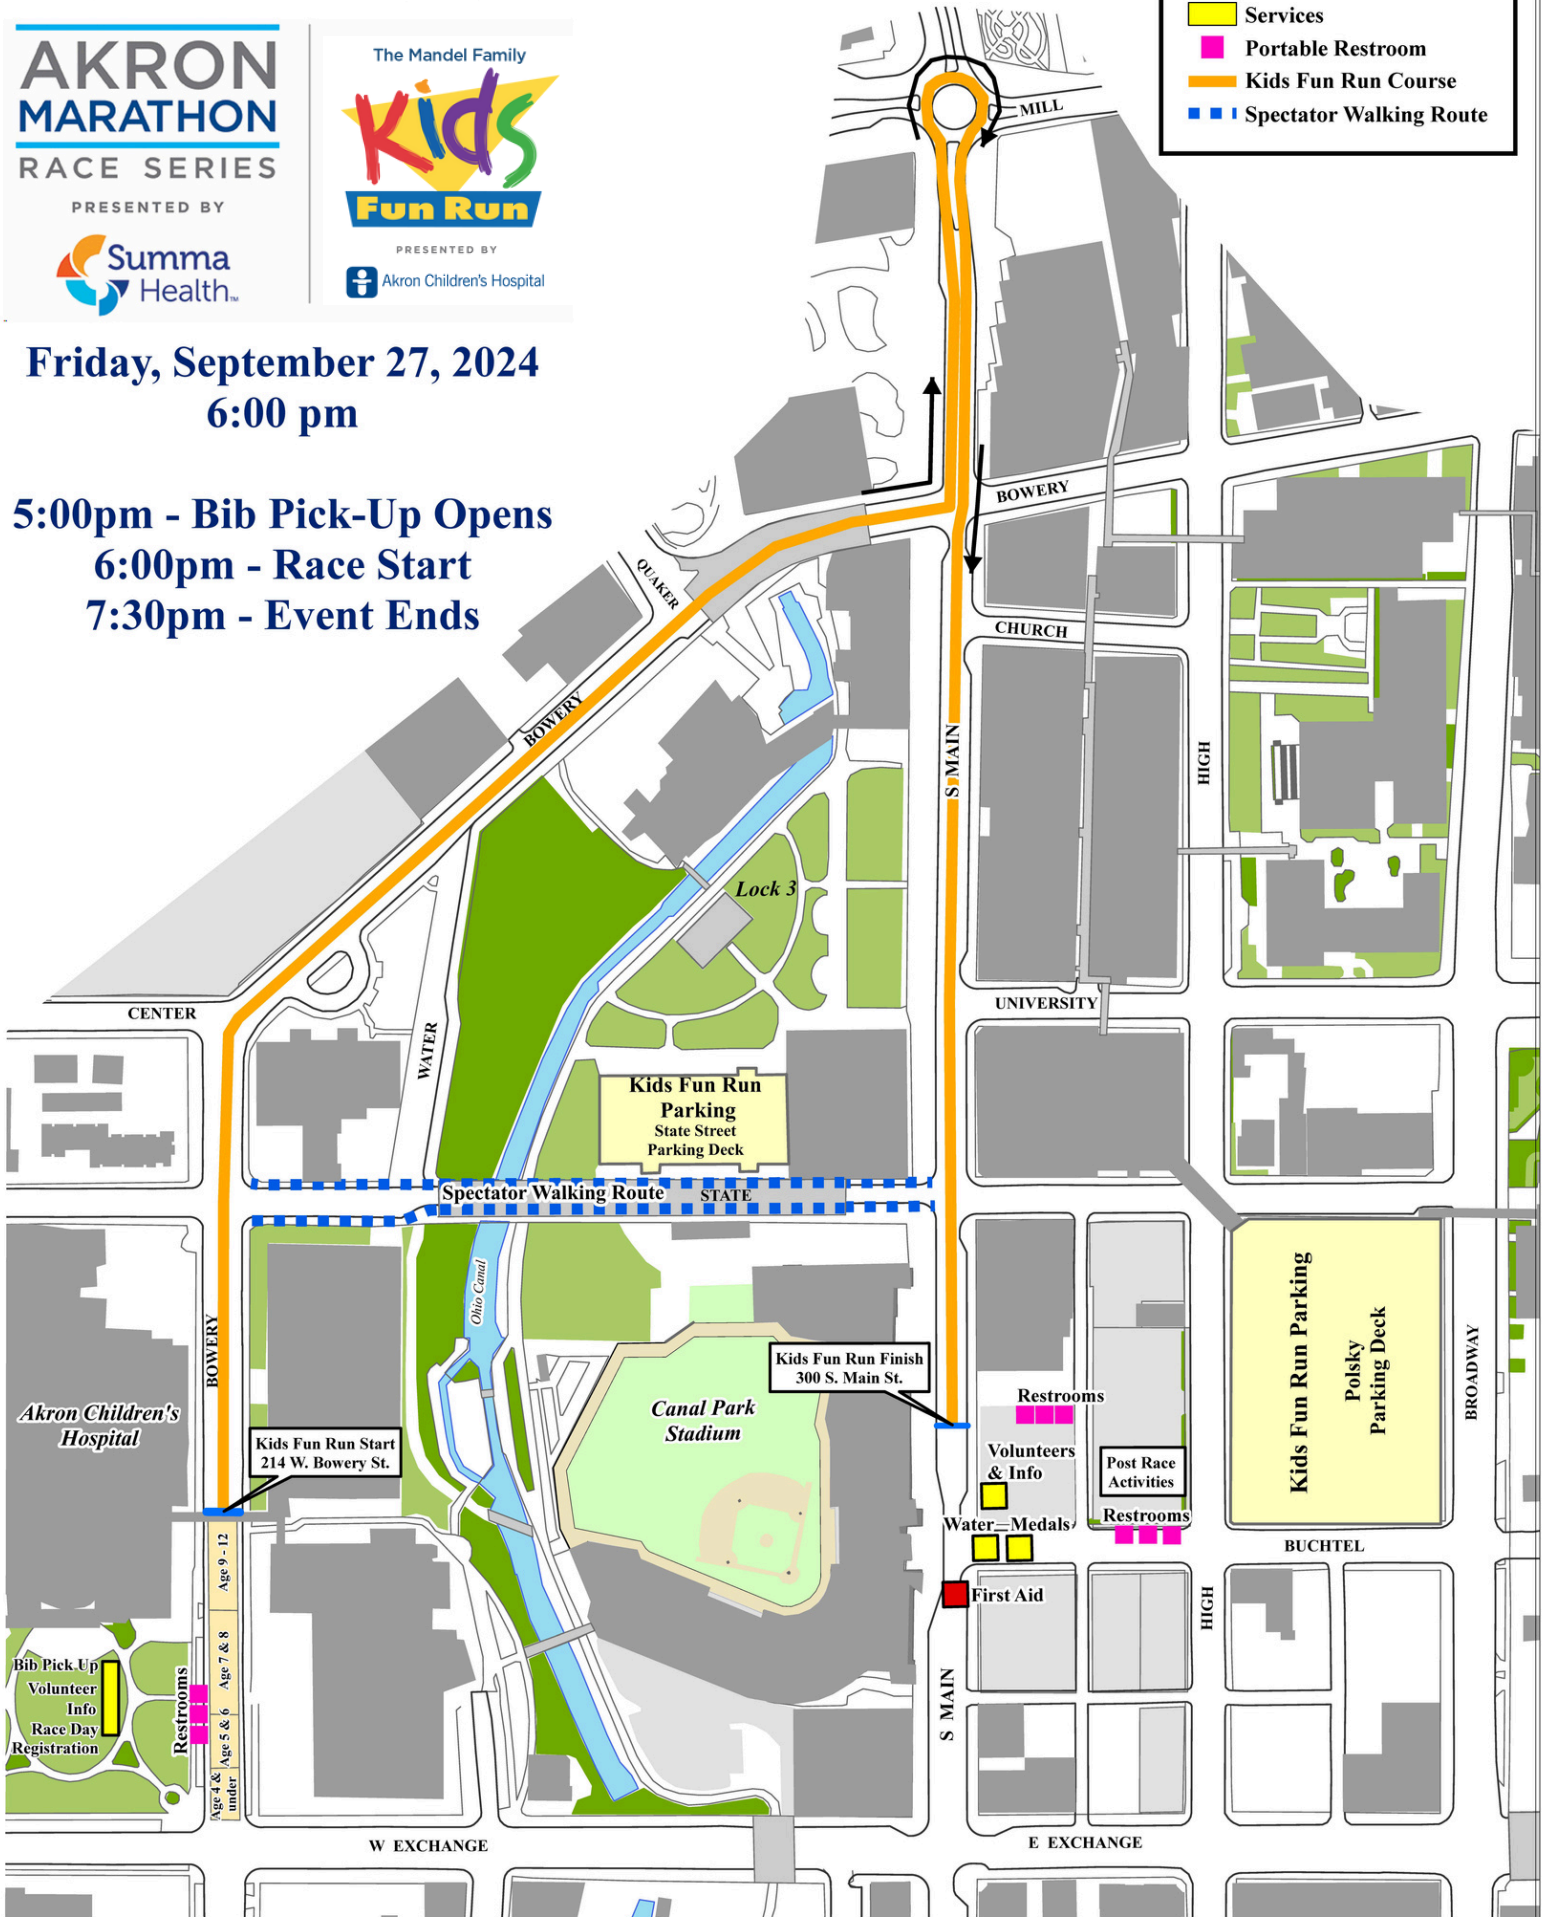 AKRON
MARATHON
RACE SERIES
PRESENTED BY
Summa
Health™
The Mandel Family
Kids
Fun Run
PRESENTED BY
Akron Children's Hospital
Friday, September 27, 2024
6:00 pm
5:00pm - Bib Pick-Up Opens
6:00pm - Race Start
7:30pm - Event Ends
Services
Portable Restroom
Kids Fun Run Course
Spectator Walking Route
MILL
BOWERY
QUAKER
CHURCH
BOWERY
S MAIN
HIGH
Lock 3
CENTER
UNIVERSITY
WATER
Kids Fun Run
Parking
State Street
Parking Deck
Spectator Walking Route
STATE
Ohio Canal
BOWERY
Kids Fun Run Parking
Polsky
Parking Deck
BROADWAY
Kids Fun Run Finish
300 S. Main St.
Akron Children's
Hospital
Canal Park
Stadium
Restrooms
Kids Fun Run Start
214 W. Bowery St.
Volunteers
& Info
Post Race
Activities
Restrooms
Water
Medals
BUCHTEL
First Aid
HIGH
Age 9 - 12
Age 7 & 8
Age 5 & 6
Age 4 &
under
Bib Pick Up
Volunteer
Info
Race Day
Registration
Restrooms
S MAIN
W EXCHANGE
E EXCHANGE